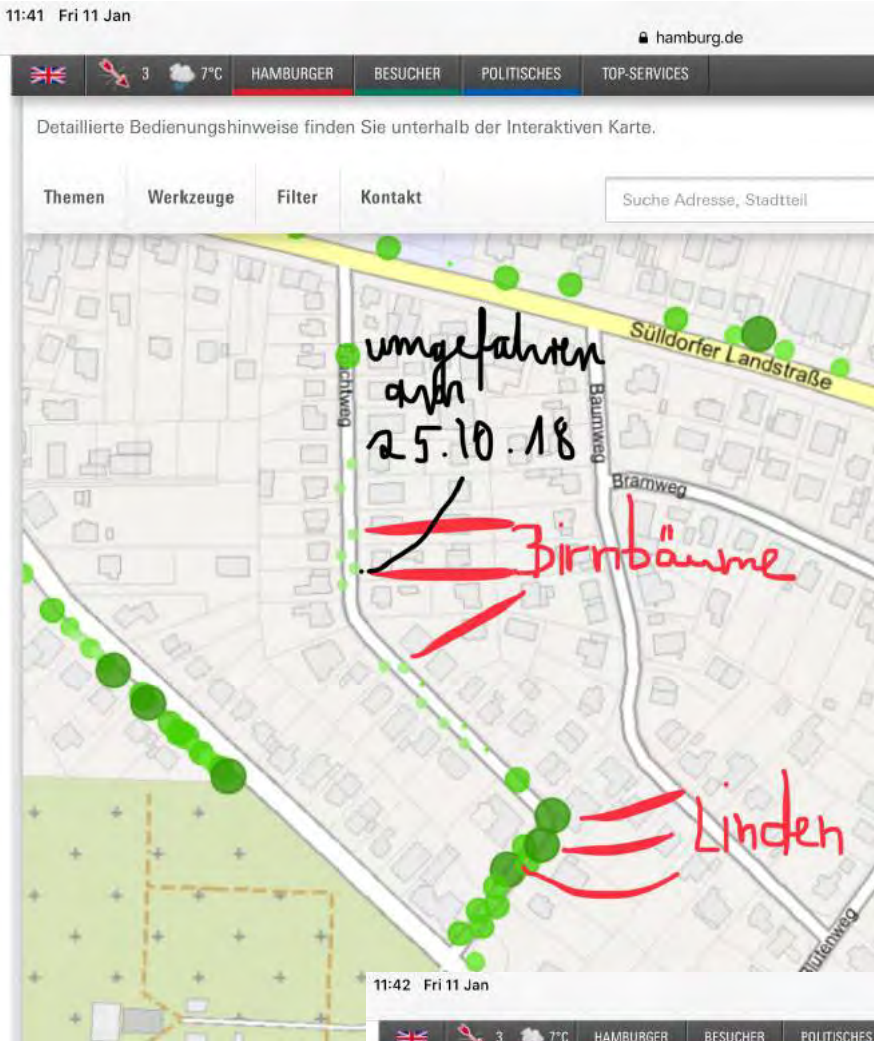 11:41 Fri 11 Jan
hamburg.de
3 7°C HAMBURGER BESUCHER POLITISCHES TOP-SERVICES
Detaillierte Bedienungshinweise finden Sie unterhalb der Interaktiven Karte.
Themen Werkzeuge Filter Kontakt
Suche Adresse, Stadtteil
Sülldorfer Landstraße
umgefahren
am
25.10.18
Baumweg
Bramweg
Birnbäume
Linden
11:42 Fri 11 Jan
3 7°C HAMBURGER BESUCHER POLITISCHES